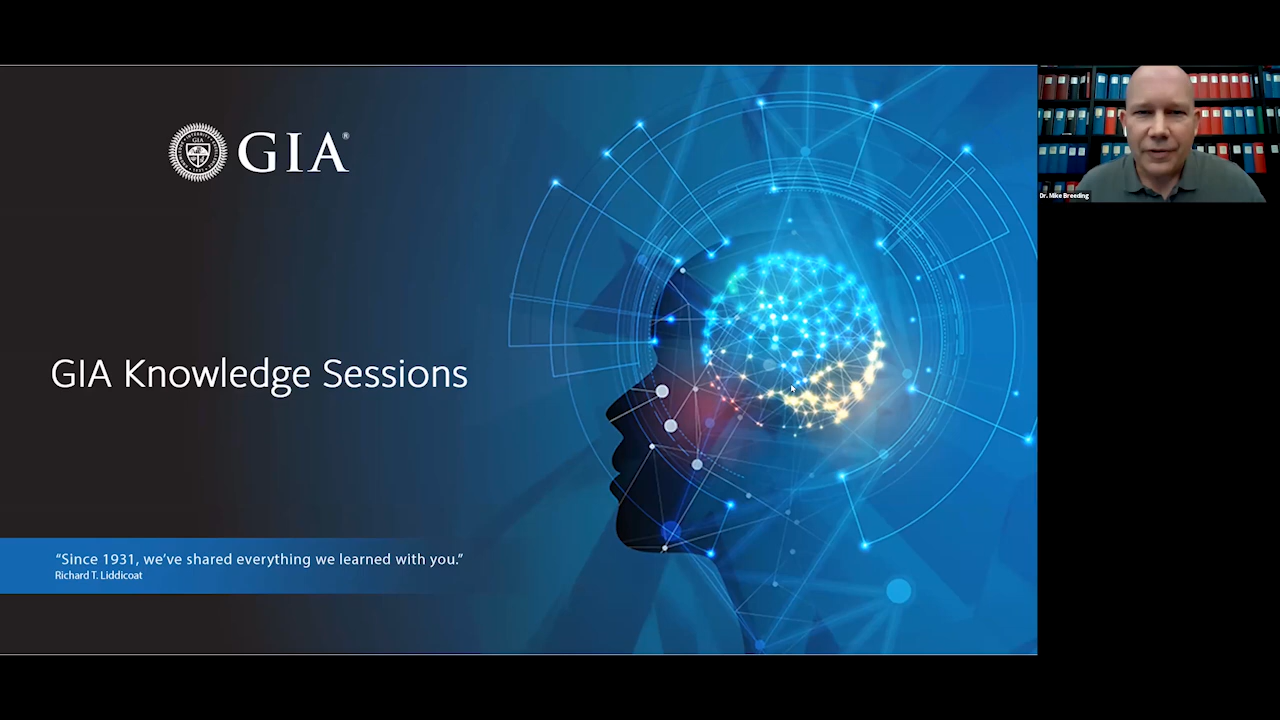 GIA®
GIA Knowledge Sessions
“Since 1931, we’ve shared everything we learned with you.”
Richard T. Liddicoat
Dr. Mike Breeding